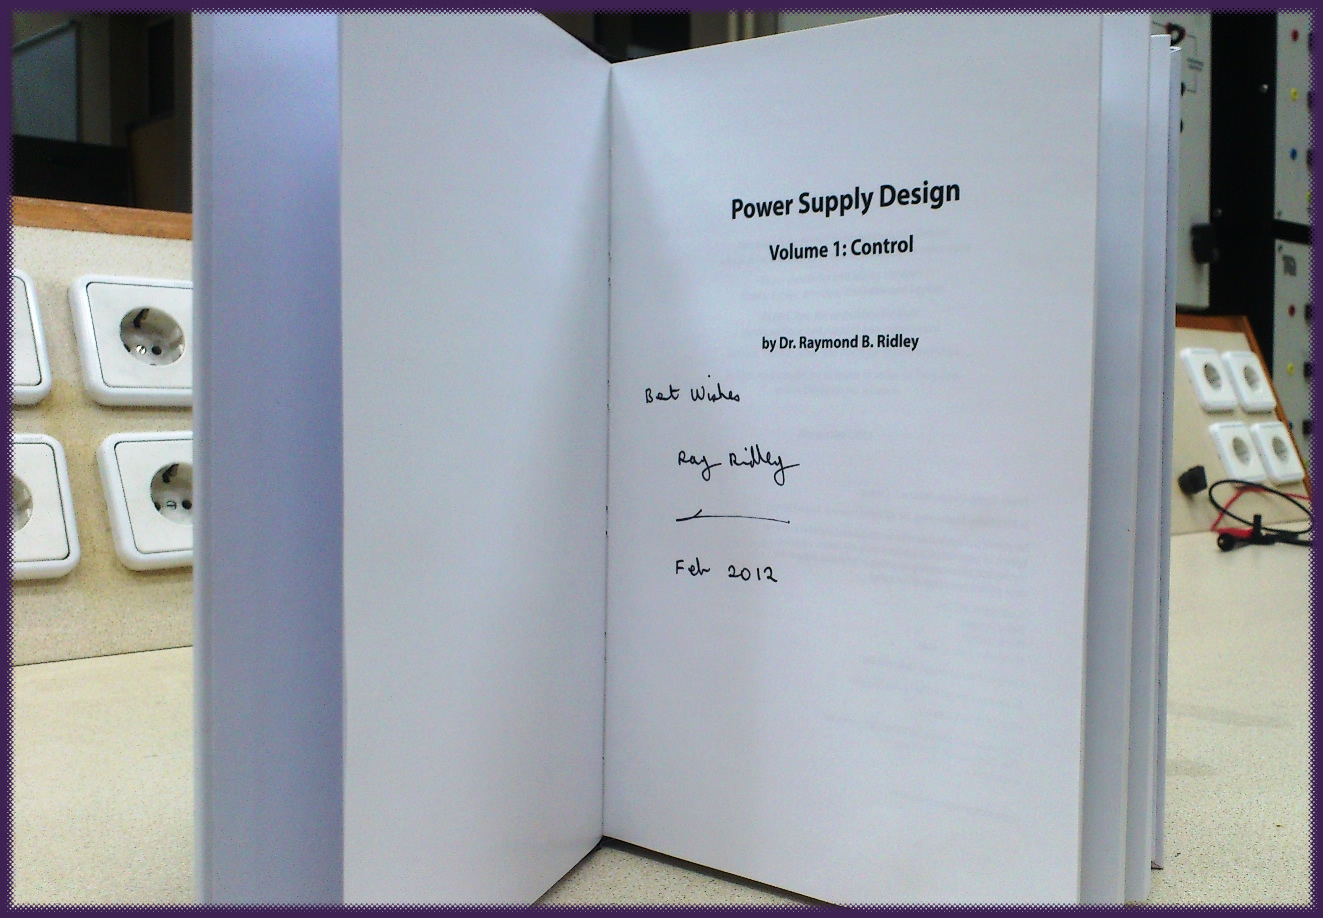 Power Supply Design
Volume 1: Control
by Dr. Raymond B. Ridley
Best Wishes
Ray Ridley
Feb 2012